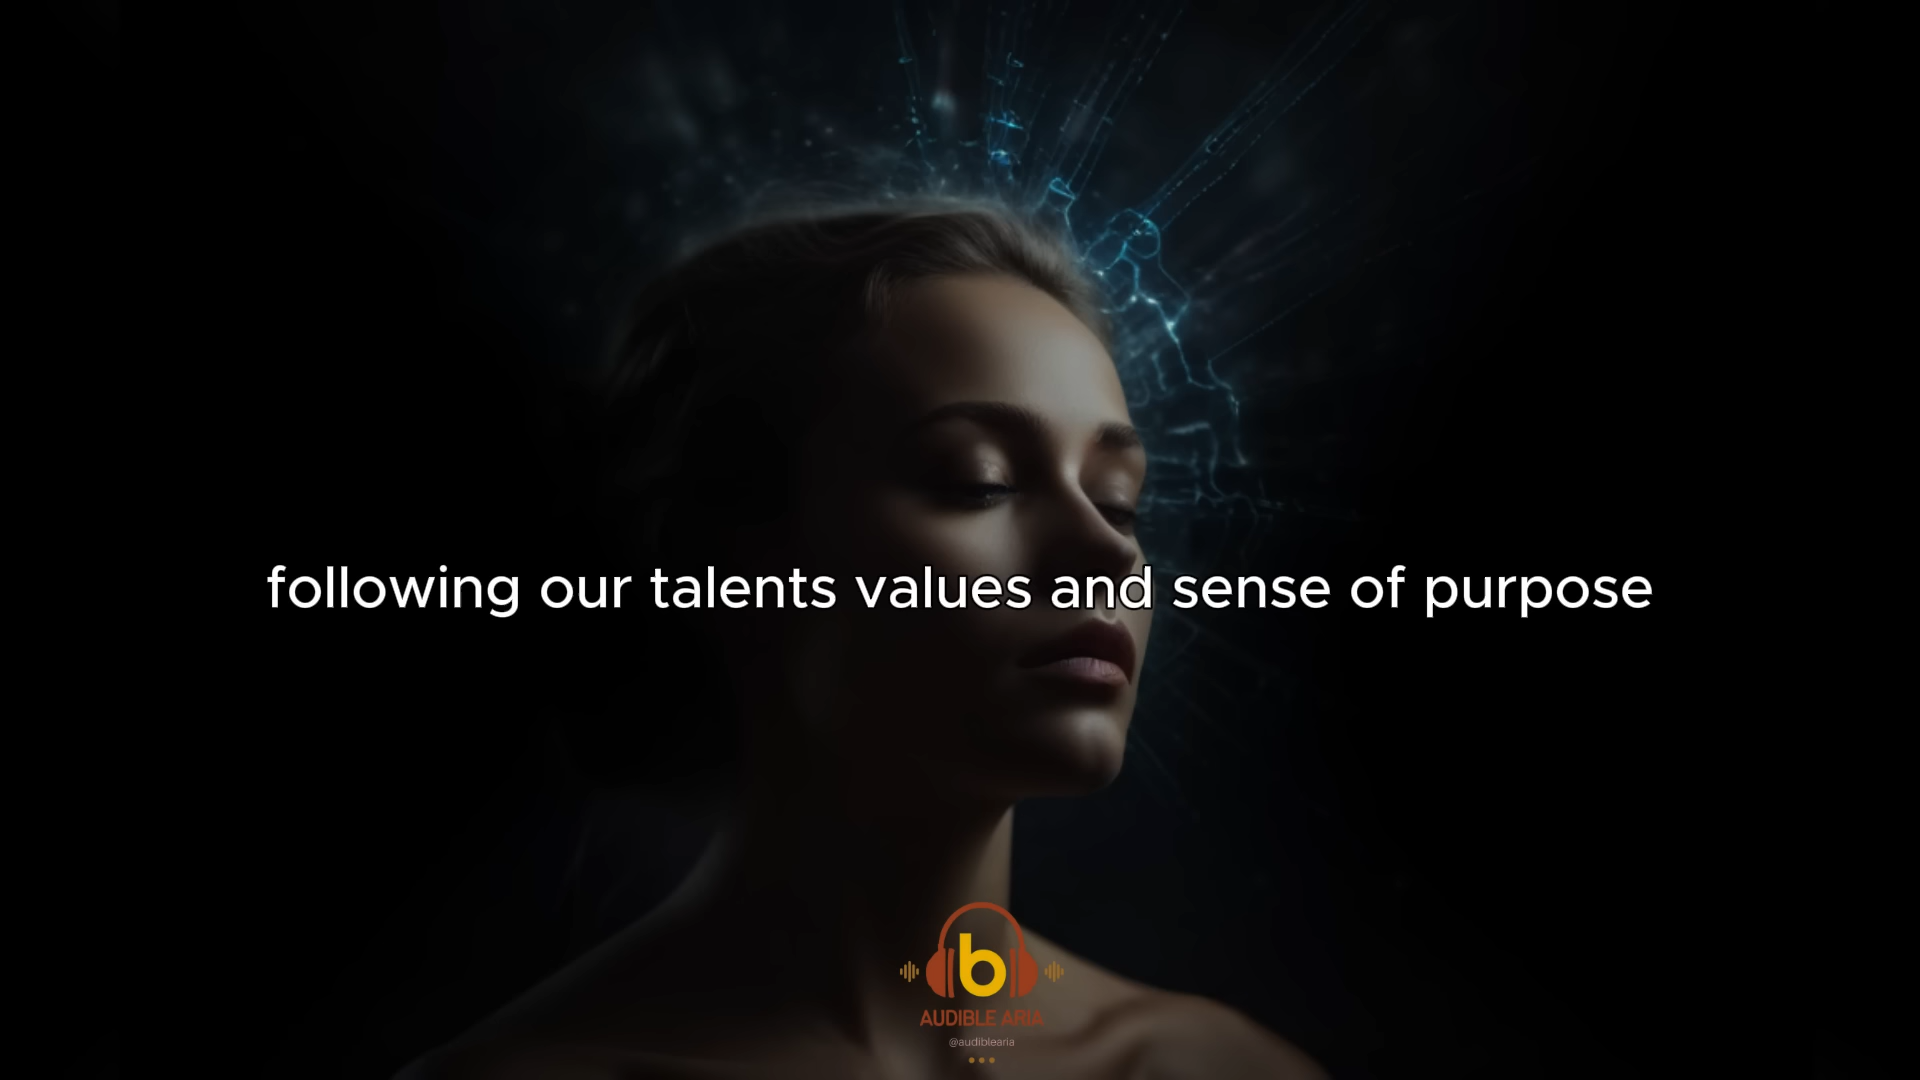 following our talents values and sense of purpose
b
AUDIBLE ARIA
@audiblearia